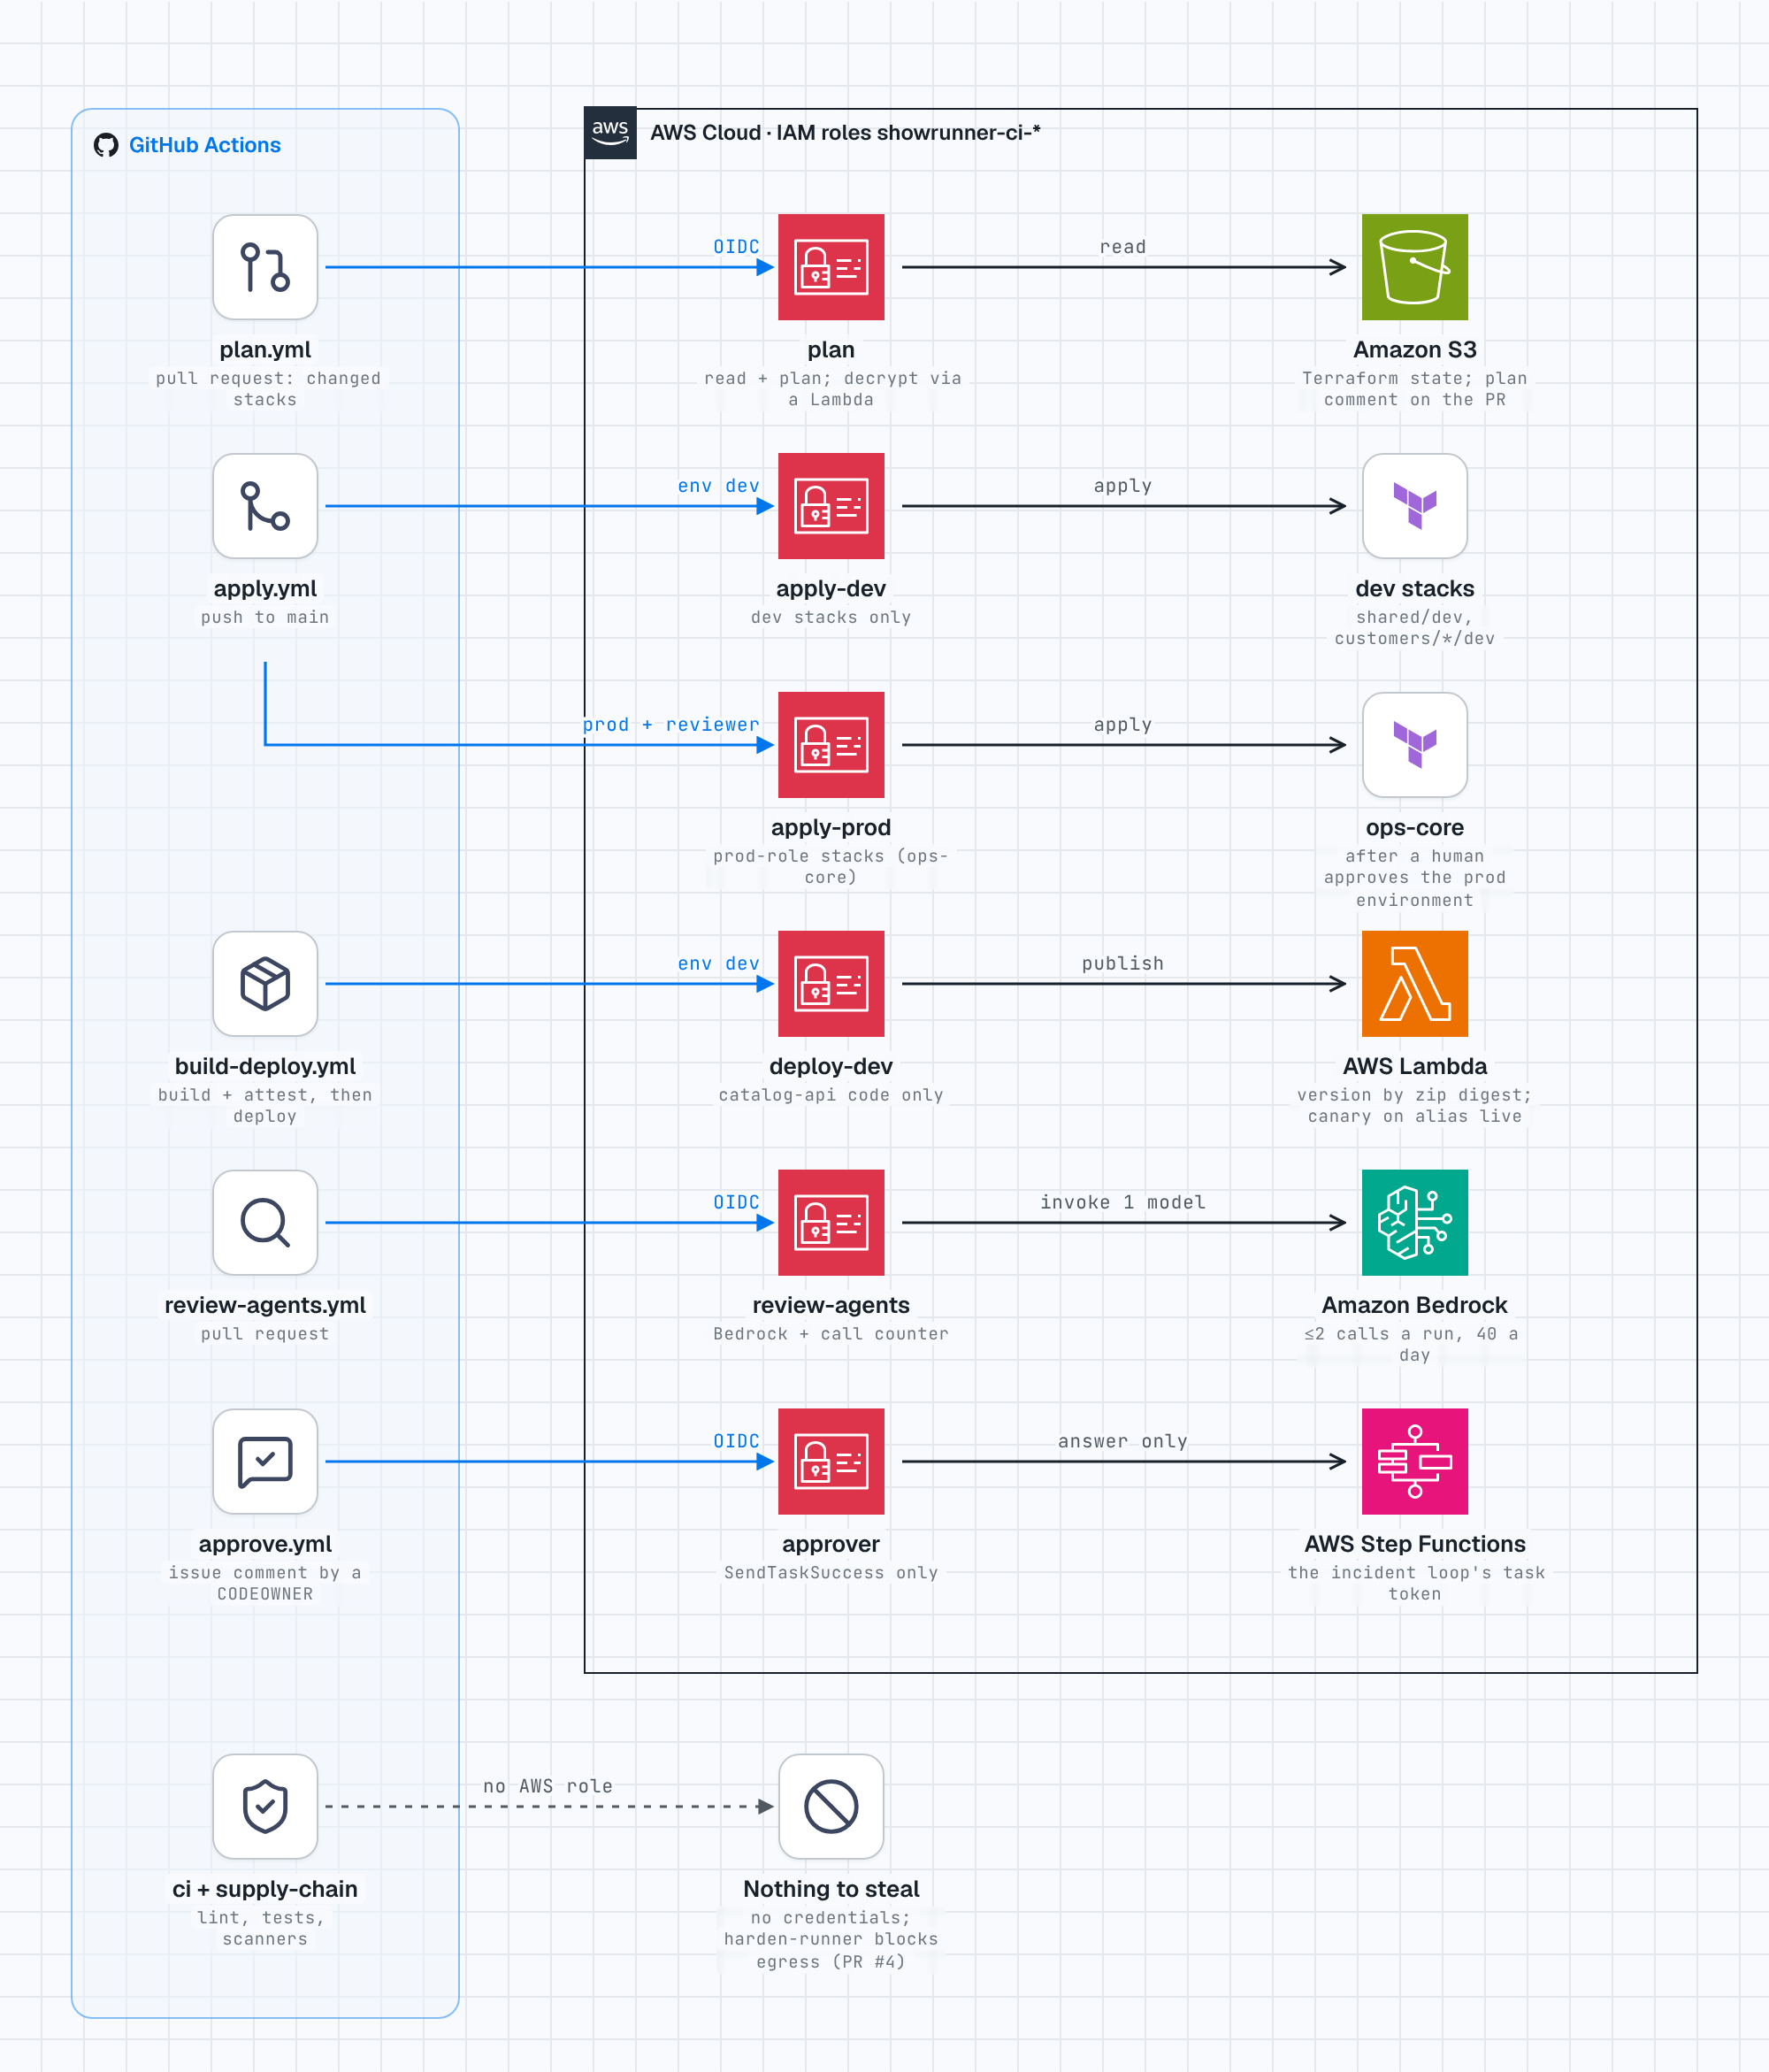 GitHub Actions
aws
AWS Cloud · IAM roles showrunner-ci-*
OIDC
read
plan.yml
pull request: changed
stacks
plan
read + plan; decrypt via
a Lambda
Amazon S3
Terraform state; plan
comment on the PR
env dev
apply
apply.yml
push to main
apply-dev
dev stacks only
dev stacks
shared/dev,
customers/*/dev
prod + reviewer
apply
apply-prod
prod-role stacks (ops-
core)
ops-core
after a human
approves the prod
environment
env dev
publish
build-deploy.yml
build + attest, then
deploy
deploy-dev
catalog-api code only
AWS Lambda
version by zip digest;
canary on alias live
OIDC
invoke 1 model
review-agents.yml
pull request
review-agents
Bedrock + call counter
Amazon Bedrock
≤2 calls a run, 40 a
day
OIDC
answer only
approve.yml
issue comment by a
CODEOWNER
approver
SendTaskSuccess only
AWS Step Functions
the incident loop's task
token
no AWS role
ci + supply-chain
lint, tests,
scanners
Nothing to steal
no credentials;
harden-runner blocks
egress (PR #4)